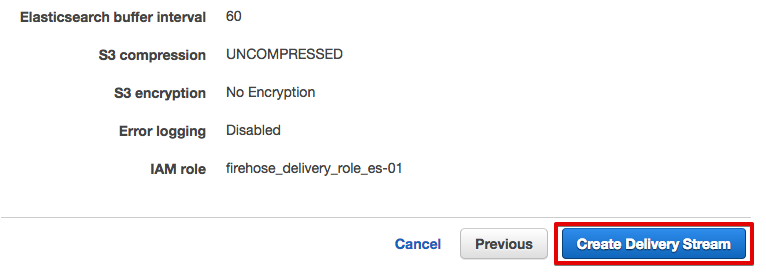 Elasticsearch buffer interval 60
S3 compression UNCOMPRESSED
S3 encryption No Encryption
Error logging Disabled
IAM role firehose_delivery_role_es-01
Cancel Previous Create Delivery Stream